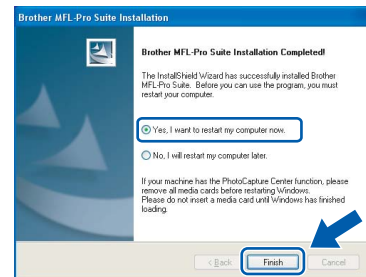 Brother MFL-Pro Suite Installation
Brother MFL-Pro Suite Installation Completed!
The InstallShield Wizard has successfully installed Brother
MFL-Pro Suite. Before you can use the program, you must
restart your computer.
Yes, I want to restart my computer now.
No, I will restart my computer later.
If your machine has the PhotoCapture Center function, please
remove all media cards before restarting Windows.
Please do not insert a media card until Windows has finished
loading.
< Back Finish Cancel